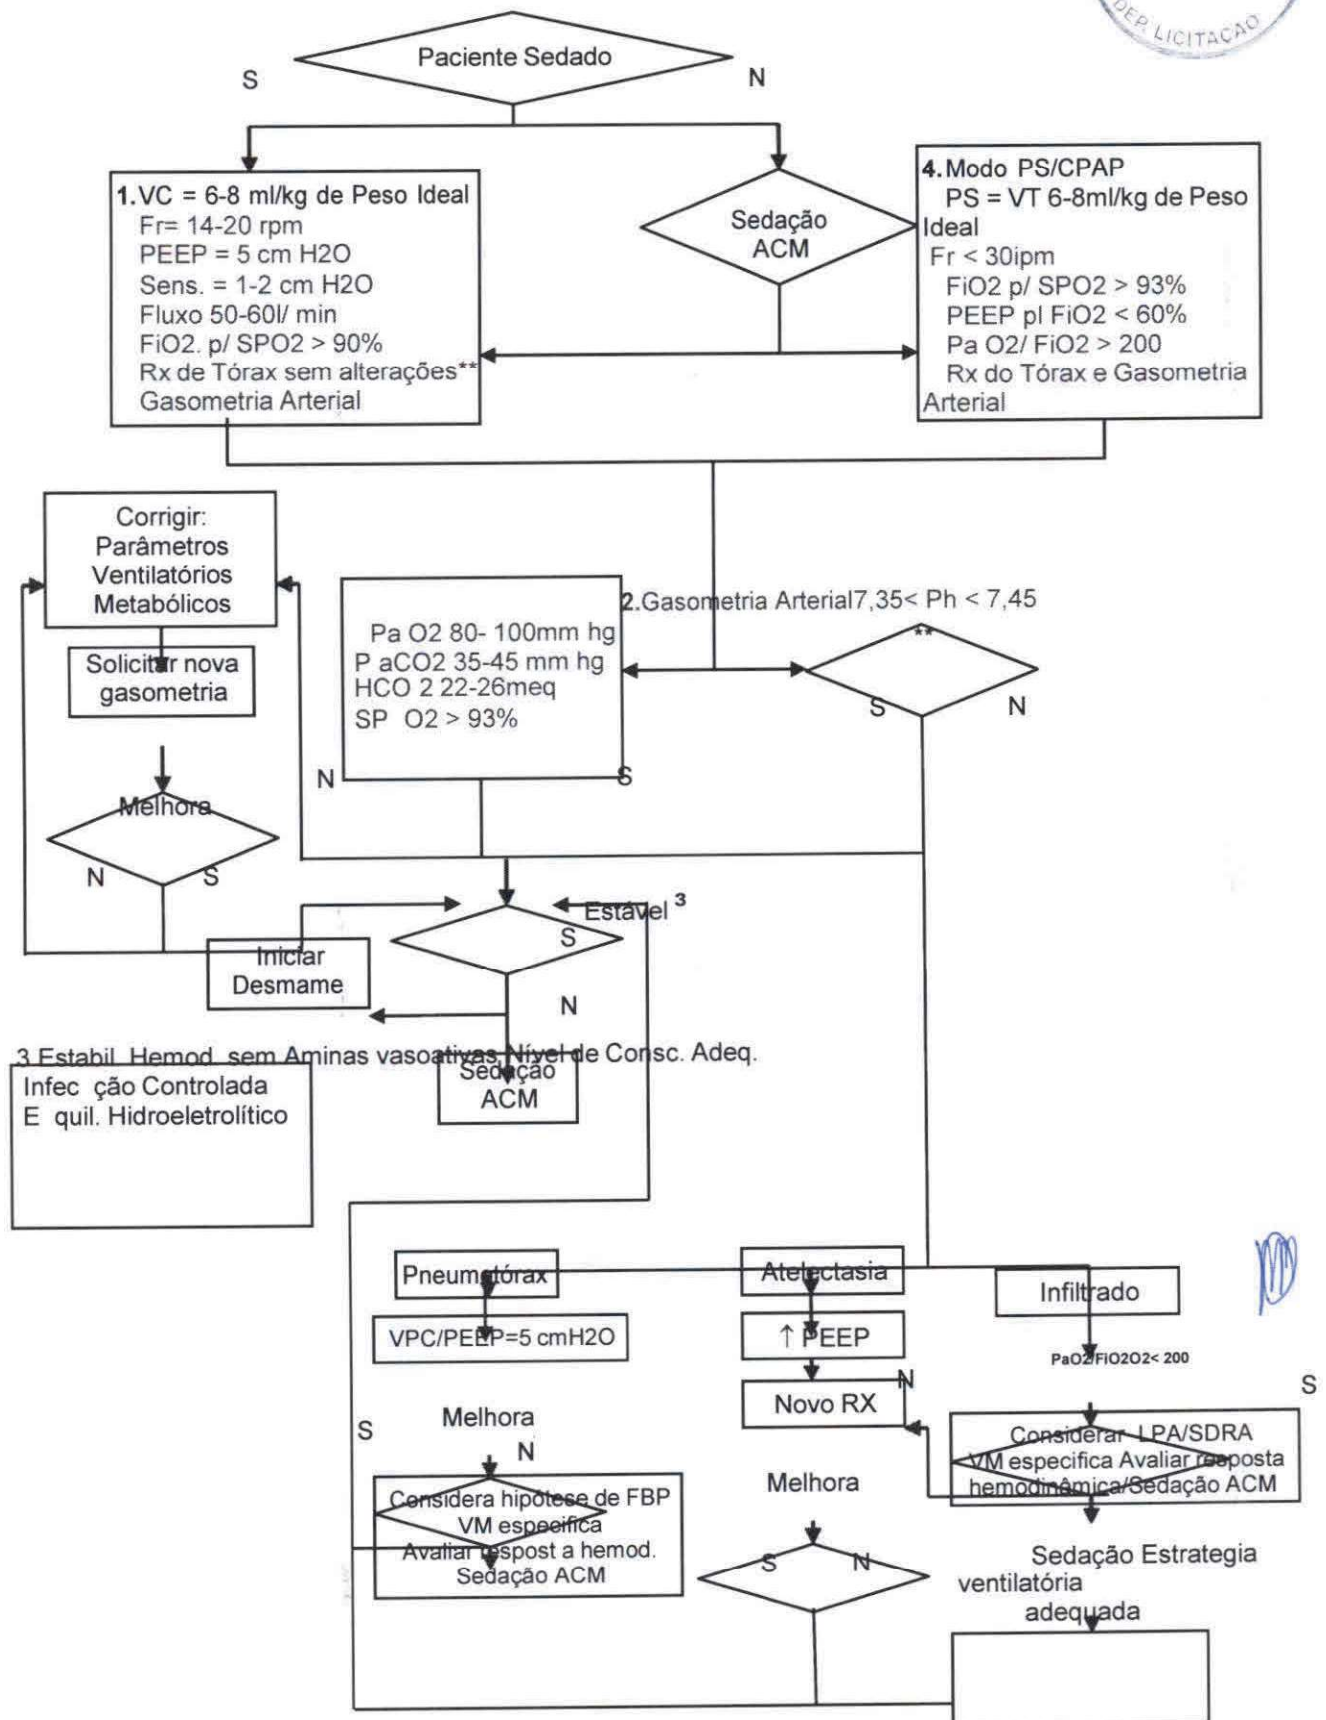 DEP. LICITAÇÃO
Paciente Sedado
S
N
1.VC = 6-8 ml/kg de Peso Ideal
Fr= 14-20 rpm
PEEP = 5 cm H2O
Sens. = 1-2 cm H2O
Fluxo 50-60l/ min
FiO2. p/ SPO2 > 90%
Rx de Tórax sem alterações**
Gasometria Arterial
Sedação
ACM
4.Modo PS/CPAP
PS = VT 6-8ml/kg de Peso
Ideal
Fr < 30ipm
FiO2 p/ SPO2 > 93%
PEEP pl FiO2 < 60%
Pa O2/ FiO2 > 200
Rx do Tórax e Gasometria
Arterial
Corrigir:
Parâmetros
Ventilatórios
Metabólicos
Solicitar nova
gasometria
Melhora
N
S
2.Gasometria Arterial7,35< Ph < 7,45
Pa O2 80- 100mm hg
P aCO2 35-45 mm hg
HCO 2 22-26meq
SP O2 > 93%
**
S
N
N
S
Estável 3
S
N
Iniciar
Desmame
3 Estabil. Hemod. sem Aminas vasoativas Nível de Consc. Adeq.
Infec ção Controlada
E quil. Hidroeletrolítico
Sedação
ACM
Pneumotórax
VPC/PEEP=5 cmH2O
Melhora
S
N
Considera hipótese de FBP
VM especifica
Avaliar respost a hemod.
Sedação ACM
Atelectasia
↑ PEEP
Novo RX
N
Melhora
S
N
Infiltrado
PaO2/FiO2O2< 200
S
Considerar LPA/SDRA
VM especifica Avaliar resposta
hemodinâmica/Sedação ACM
Sedação Estrategia
ventilatória
adequada